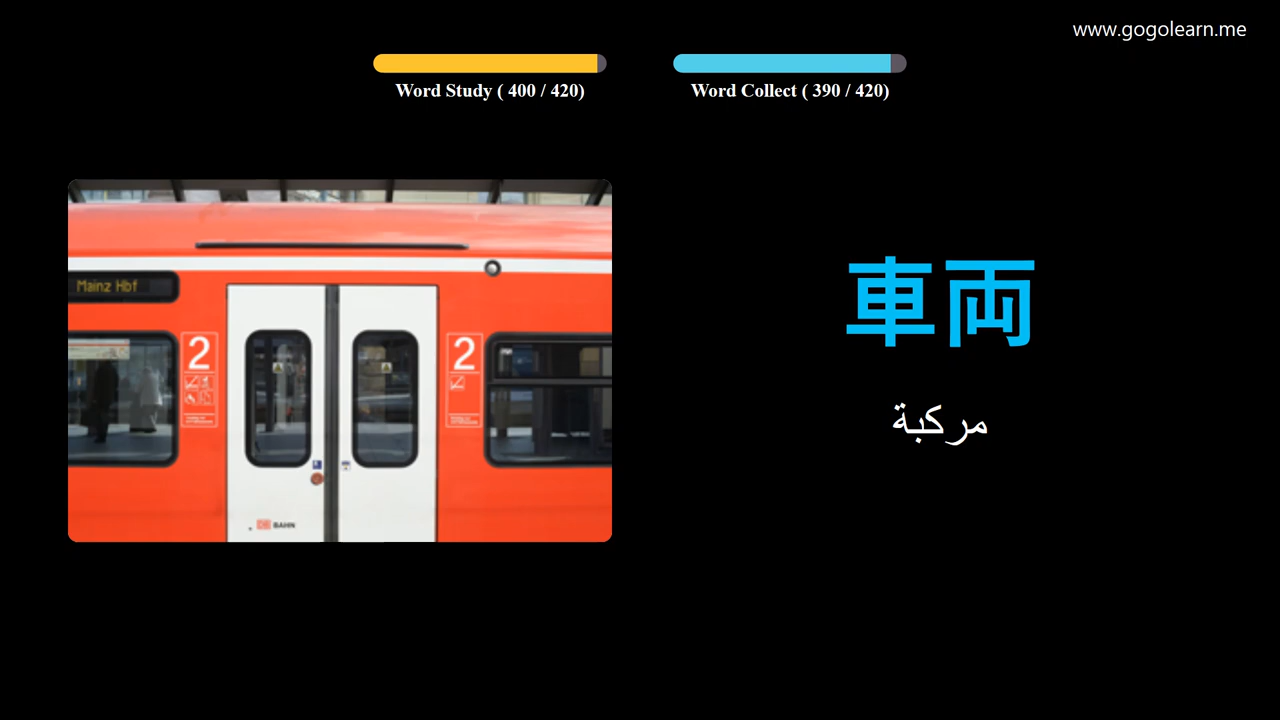 www.gogolearn.me
Word Study ( 400 / 420)
Word Collect ( 390 / 420)
Mainz Hbf
2
2
DB BAHN
車両
مركبة